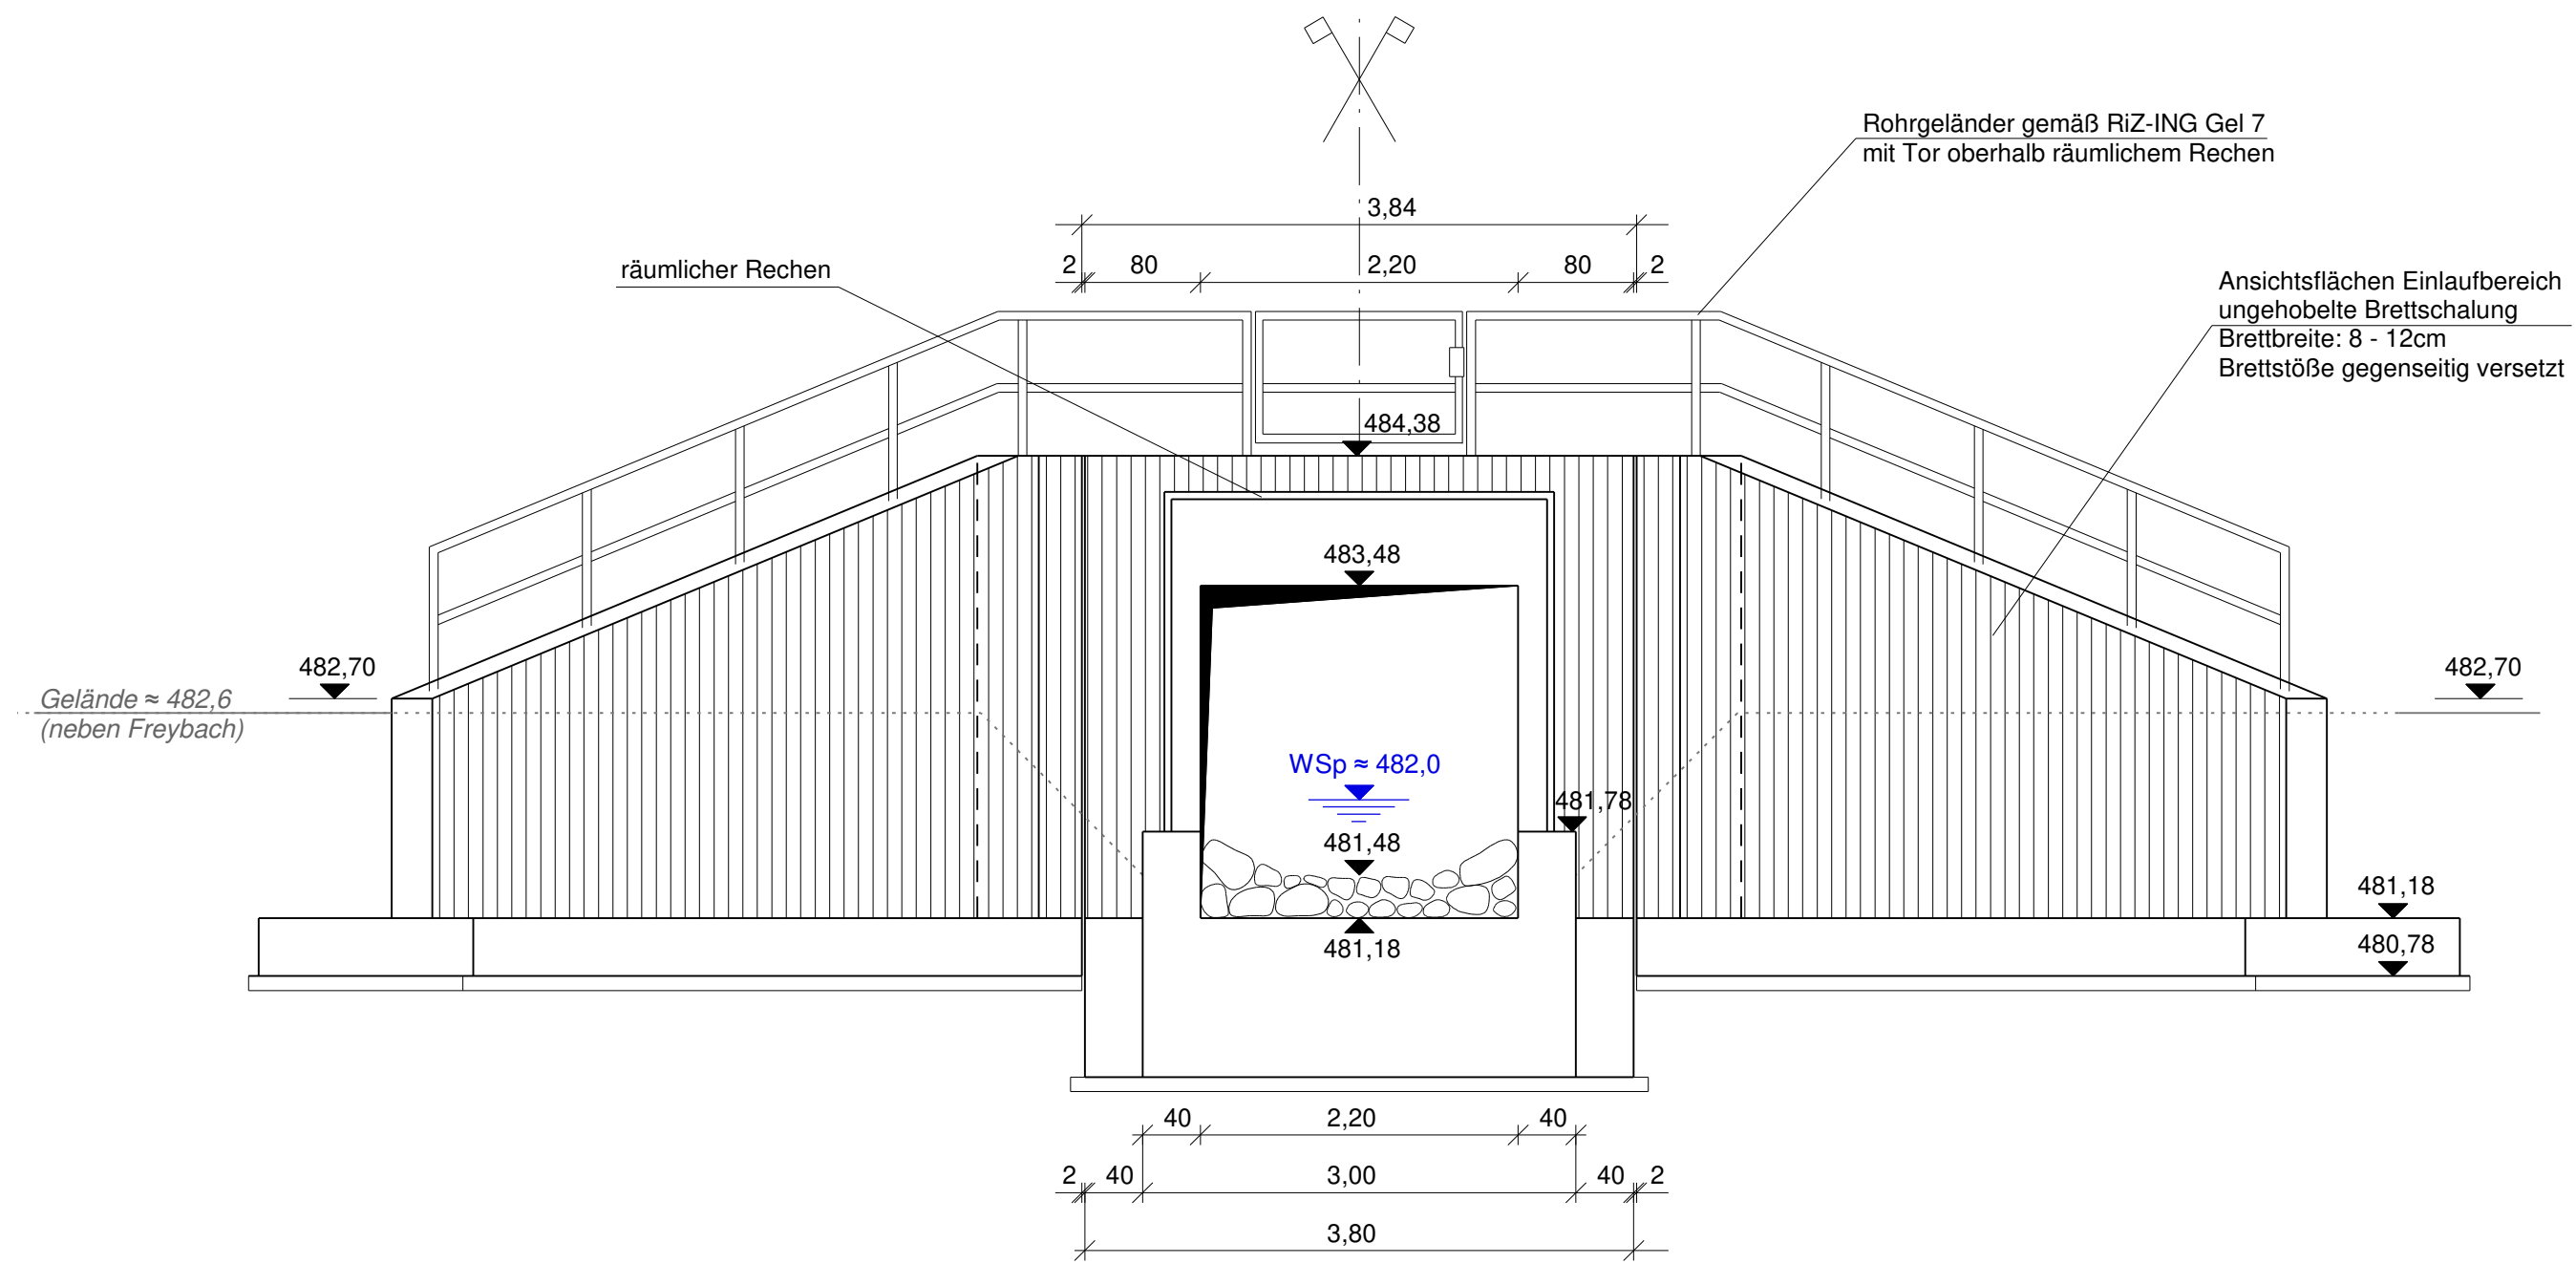 Rohrgeländer gemäß RiZ-ING Gel 7
mit Tor oberhalb räumlichem Rechen
3,84
räumlicher Rechen
2 80 2,20 80 2
Ansichtsflächen Einlaufbereich
ungehobelte Brettschalung
Brettbreite: 8 - 12cm
Brettstöße gegenseitig versetzt
484,38
483,48
482,70
482,70
Gelände ≈ 482,6
(neben Freybach)
WSp ≈ 482,0
481,78
481,48
481,18
481,18
480,78
40 2,20 40
2 40 3,00 40 2
3,80